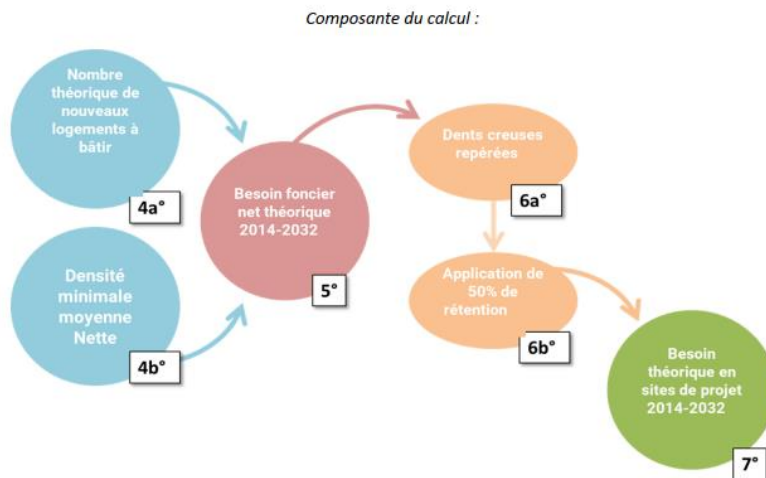 Composante du calcul :
Nombre
théorique de
nouveaux
logements à
bâtir
4a°
Densité
minimale
moyenne
Nette
4b°
Besoin foncier
net théorique
2014-2032
5°
Dents creuses
repérées
6a°
Application de
50% de
rétention
6b°
Besoin
théorique en
sites de projet
2014-2032
7°